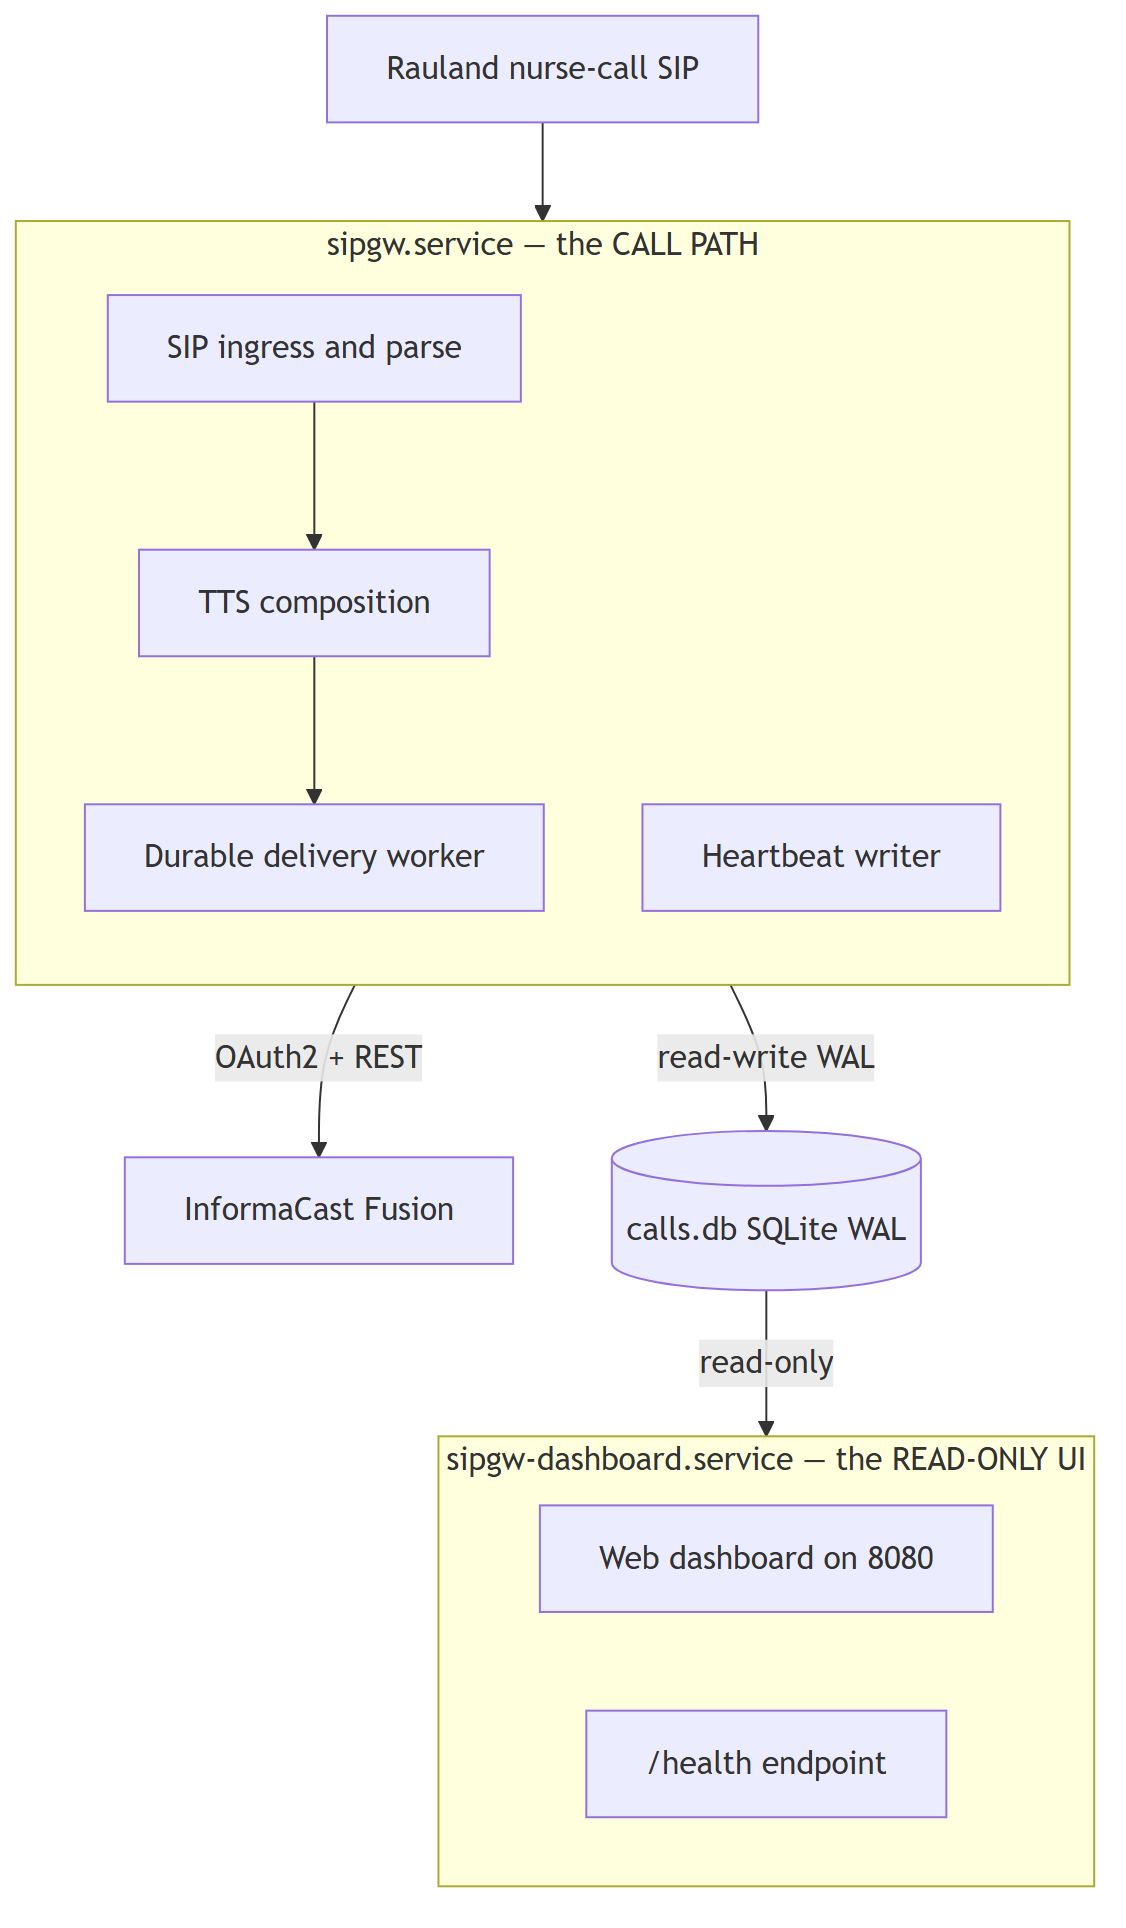 Rauland nurse-call SIP
sipgw.service — the CALL PATH
SIP ingress and parse
TTS composition
Durable delivery worker
Heartbeat writer
OAuth2 + REST
read-write WAL
InformaCast Fusion
calls.db SQLite WAL
read-only
sipgw-dashboard.service — the READ-ONLY UI
Web dashboard on 8080
/health endpoint